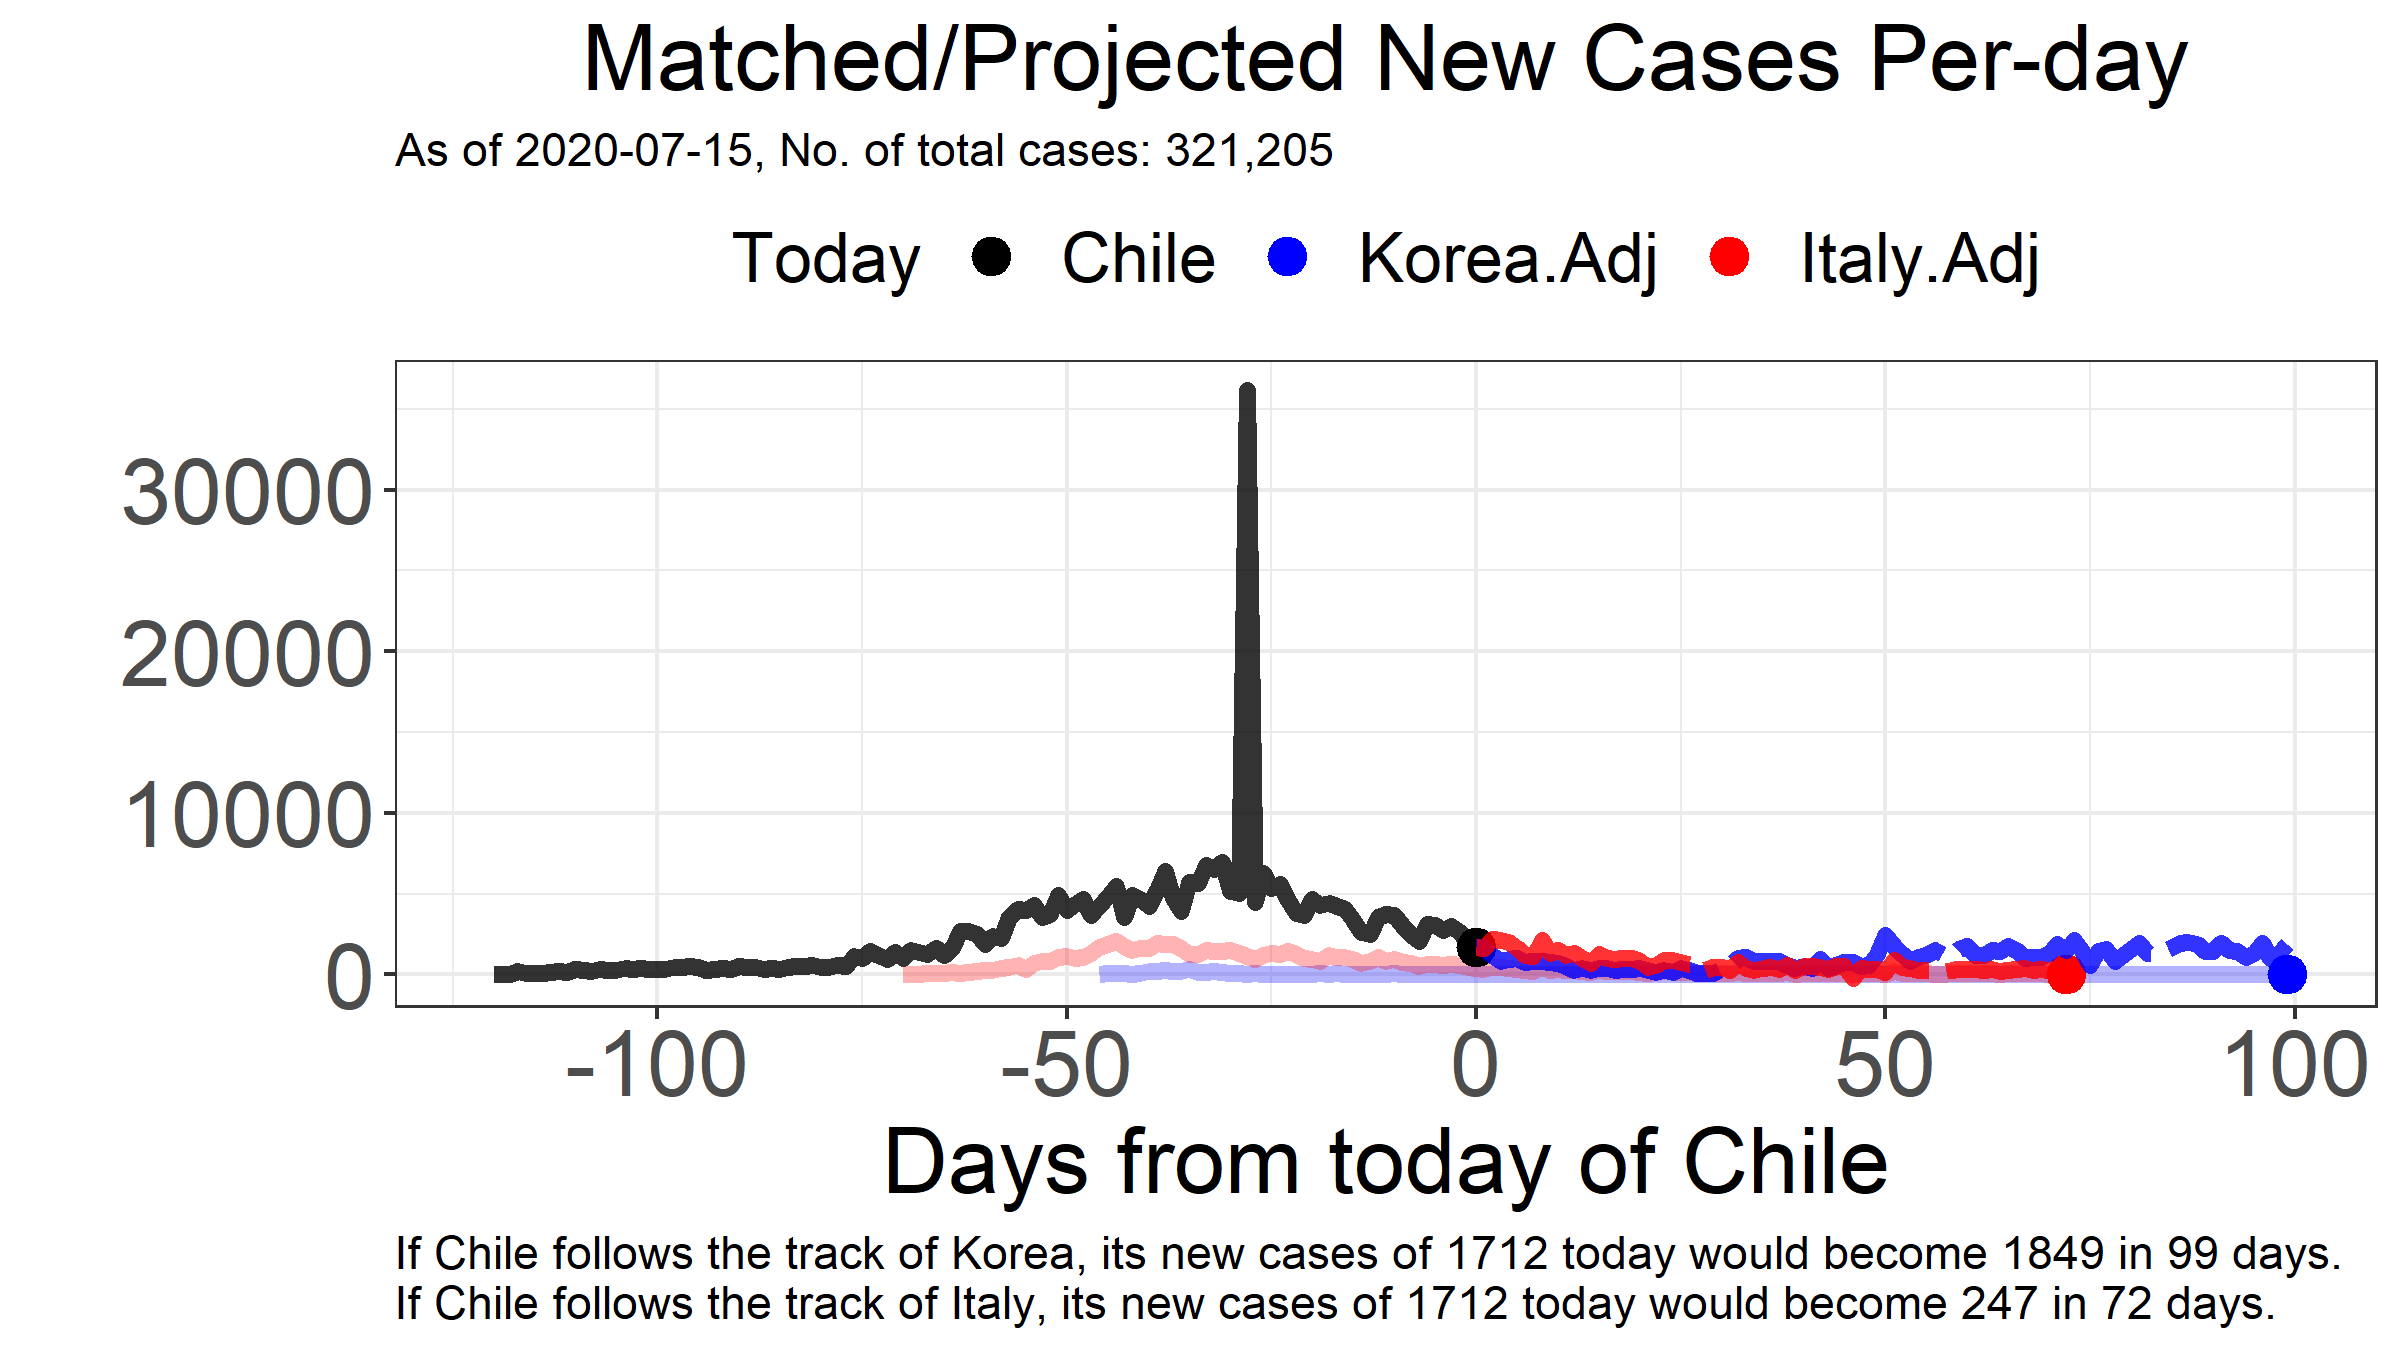 Matched/Projected New Cases Per-day
As of 2020-07-15, No. of total cases: 321,205
Today Chile Korea.Adj Italy.Adj
30000
20000
10000
0
-100 -50 0 50 100
Days from today of Chile
If Chile follows the track of Korea, its new cases of 1712 today would become 1849 in 99 days.
If Chile follows the track of Italy, its new cases of 1712 today would become 247 in 72 days.